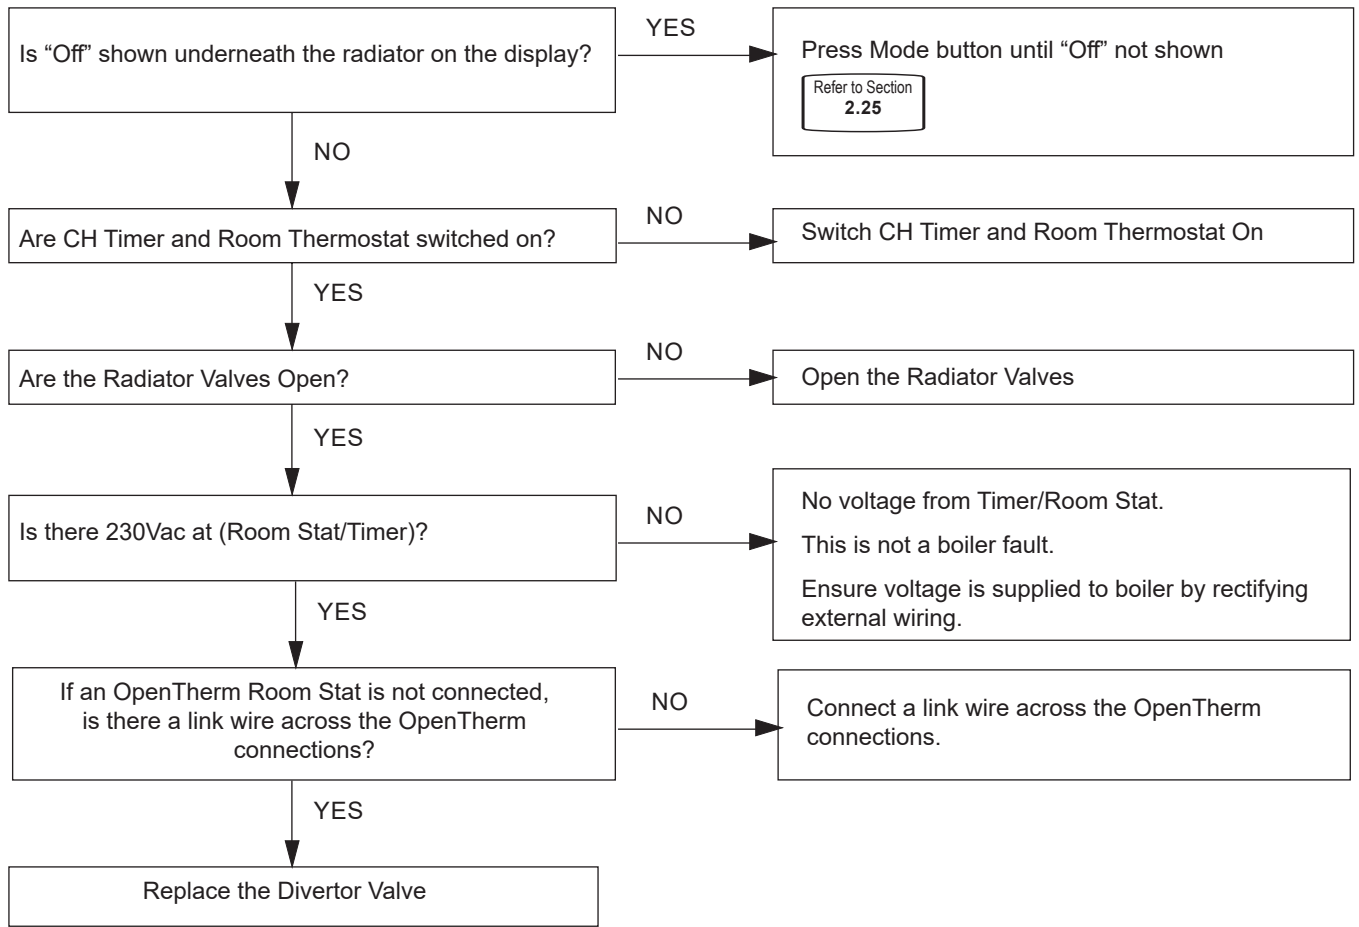 Is “Off” shown underneath the radiator on the display?
YES
Press Mode button until “Off” not shown
Refer to Section
2.25
NO
Are CH Timer and Room Thermostat switched on?
NO
Switch CH Timer and Room Thermostat On
YES
Are the Radiator Valves Open?
NO
Open the Radiator Valves
YES
Is there 230Vac at (Room Stat/Timer)?
NO
No voltage from Timer/Room Stat.
This is not a boiler fault.
Ensure voltage is supplied to boiler by rectifying
external wiring.
YES
If an OpenTherm Room Stat is not connected,
is there a link wire across the OpenTherm
connections?
NO
Connect a link wire across the OpenTherm
connections.
YES
Replace the Divertor Valve